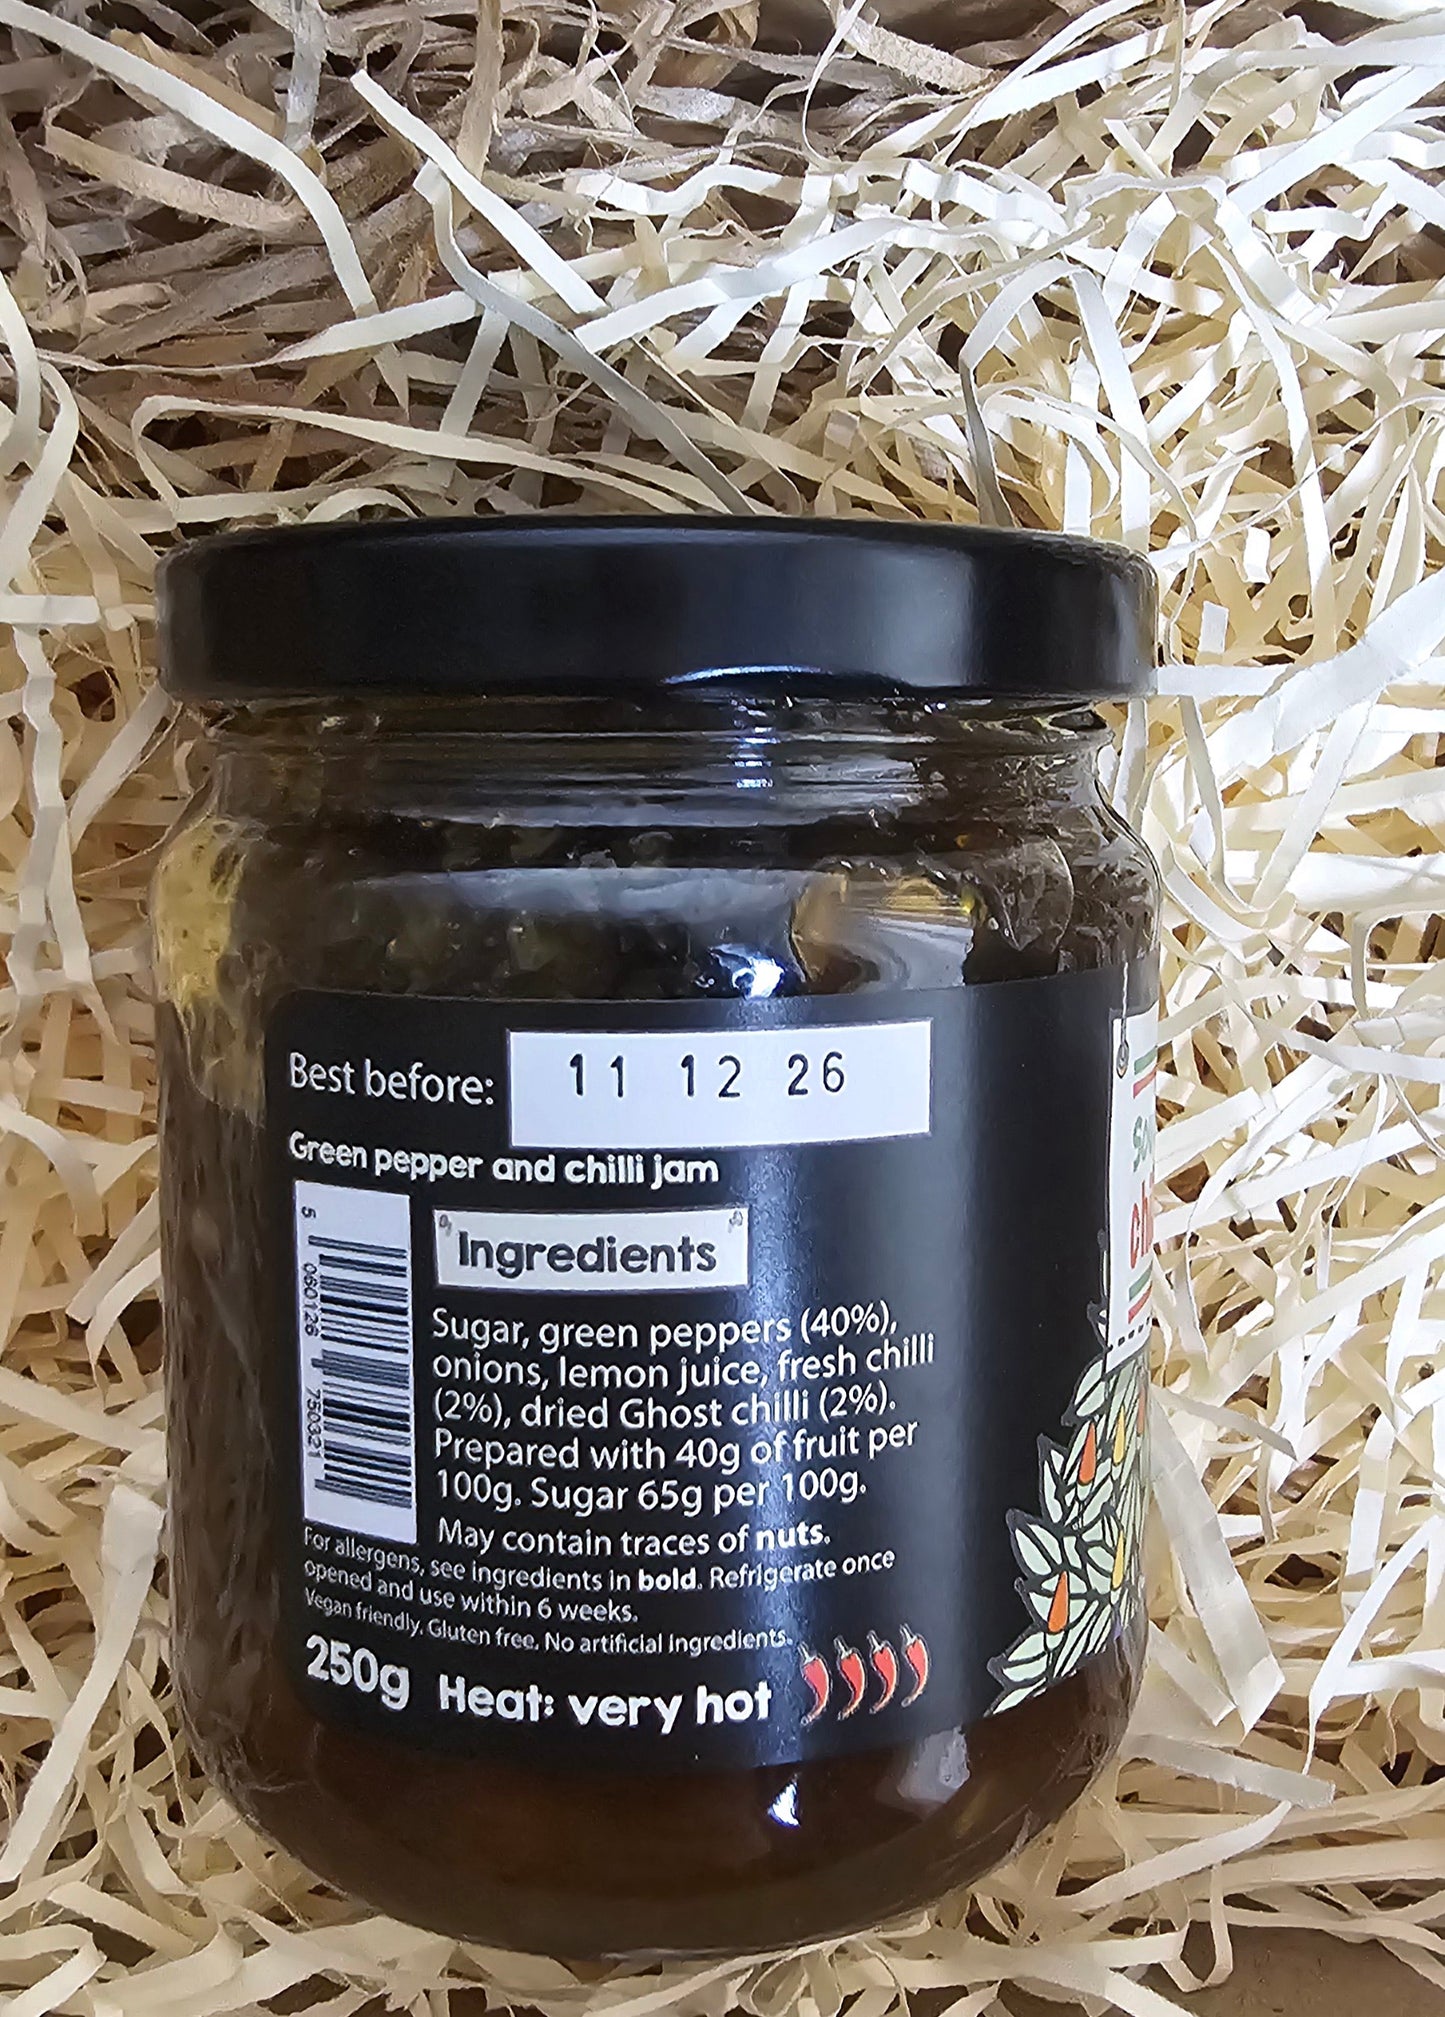 Best before: 11 12 26
Green pepper and chilli jam
Ingredients
Sugar, green peppers (40%),
onions, lemon juice, fresh chilli
(2%), dried Ghost chilli (2%).
Prepared with 40g of fruit per
100g. Sugar 65g per 100g.
May contain traces of nuts.
For allergens, see ingredients in bold. Refrigerate once
opened and use within 6 weeks.
Vegan friendly. Gluten free. No artificial ingredients.
250g Heat: very hot
5 060126 750321